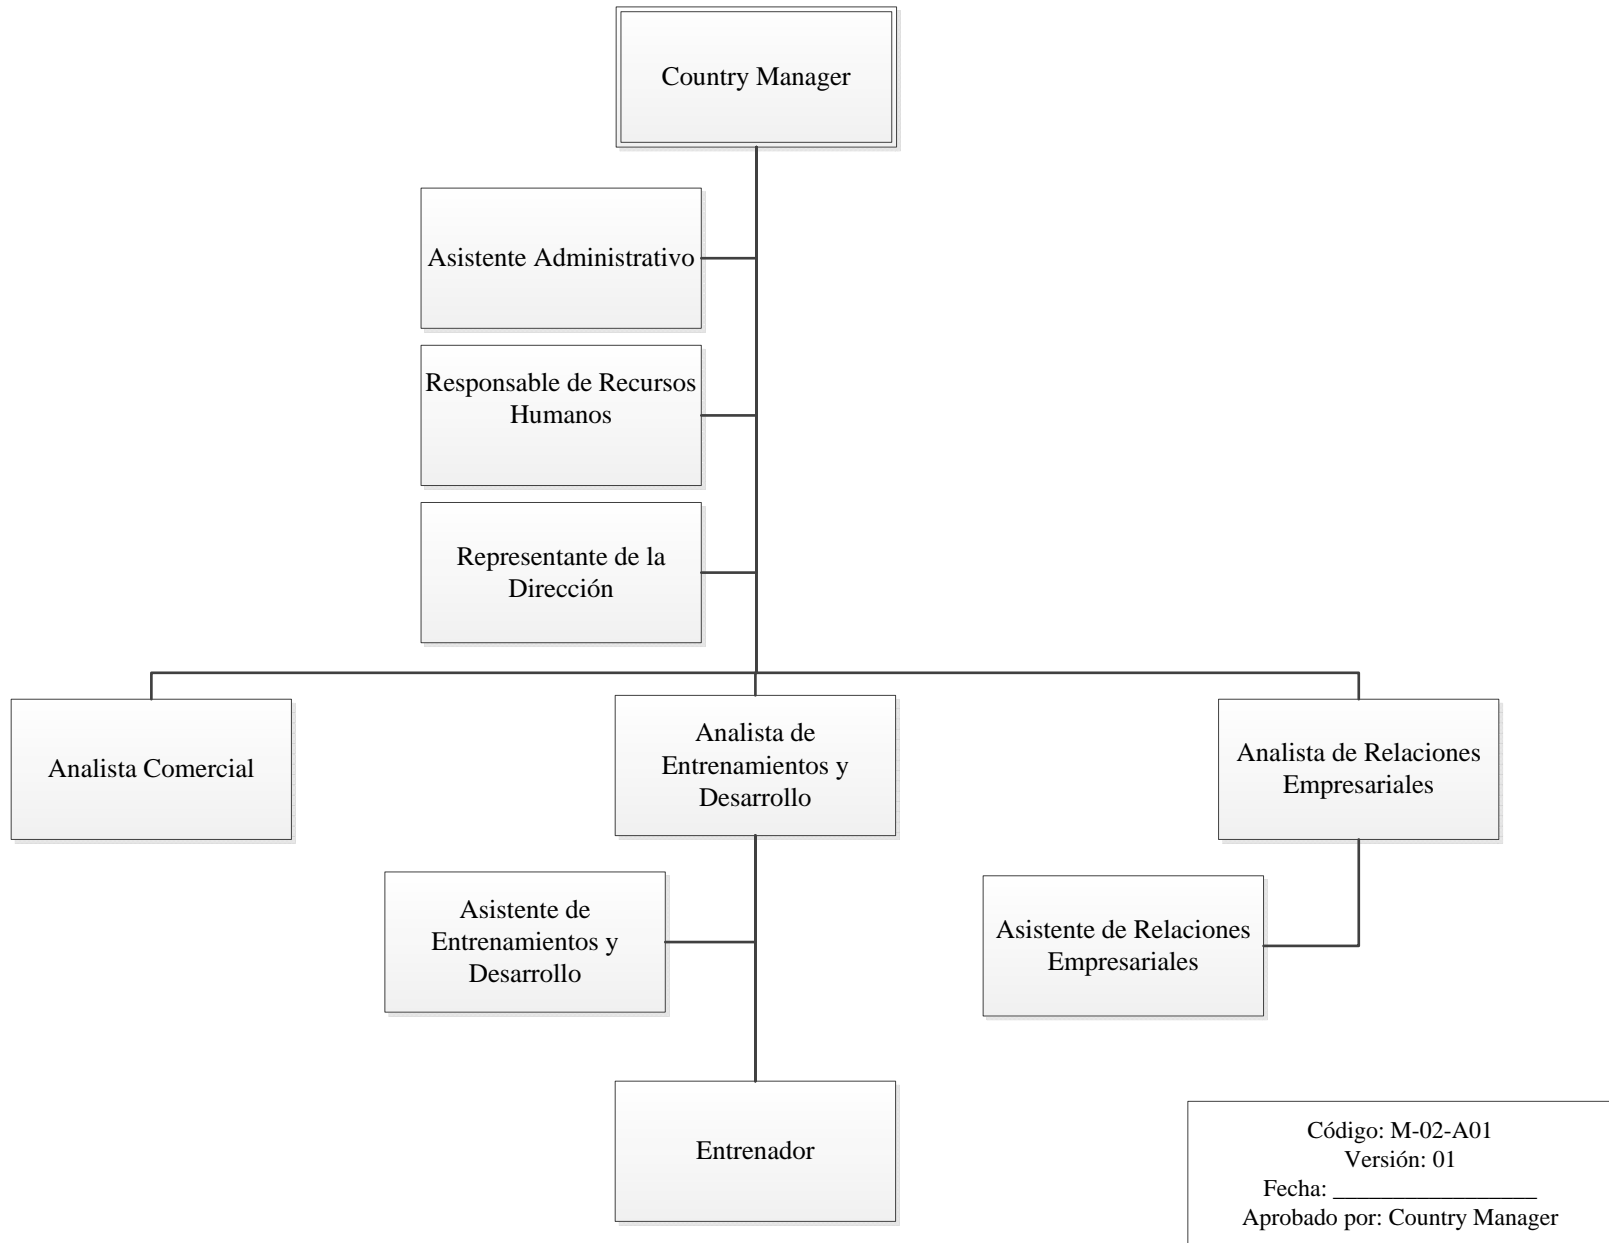 Country Manager
Asistente Administrativo
Responsable de Recursos
Humanos
Representante de la
Dirección
Analista Comercial
Analista de
Entrenamientos y
Desarrollo
Analista de Relaciones
Empresariales
Asistente de
Entrenamientos y
Desarrollo
Asistente de Relaciones
Empresariales
Entrenador
Código: M-02-A01
Versión: 01
Fecha: _________________
Aprobado por: Country Manager